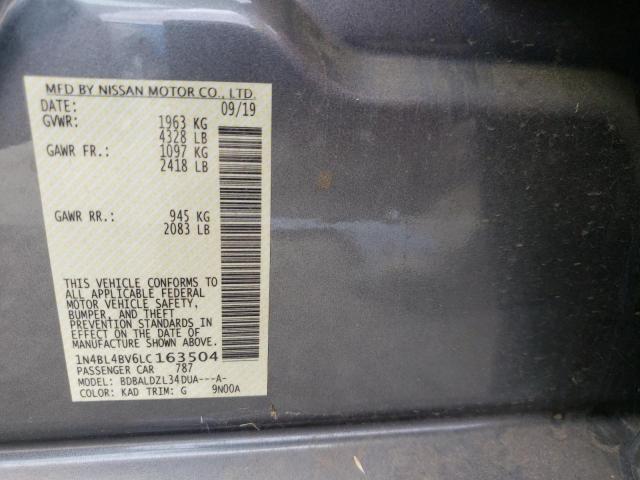 MFD BY NISSAN MOTOR CO., LTD.
DATE: 09/19
GVWR: 1963 KG
4328 LB
GAWR FR.: 1097 KG
2418 LB
GAWR RR.: 945 KG
2083 LB
THIS VEHICLE CONFORMS TO
ALL APPLICABLE FEDERAL
MOTOR VEHICLE SAFETY,
BUMPER, AND THEFT
PREVENTION STANDARDS IN
EFFECT ON THE DATE OF
MANUFACTURE SHOWN ABOVE.
1N4BL4BV6LC163504
PASSENGER CAR 787
MODEL: BDBALDZL34DUA---A-
COLOR: KAD TRIM: G 9N00A